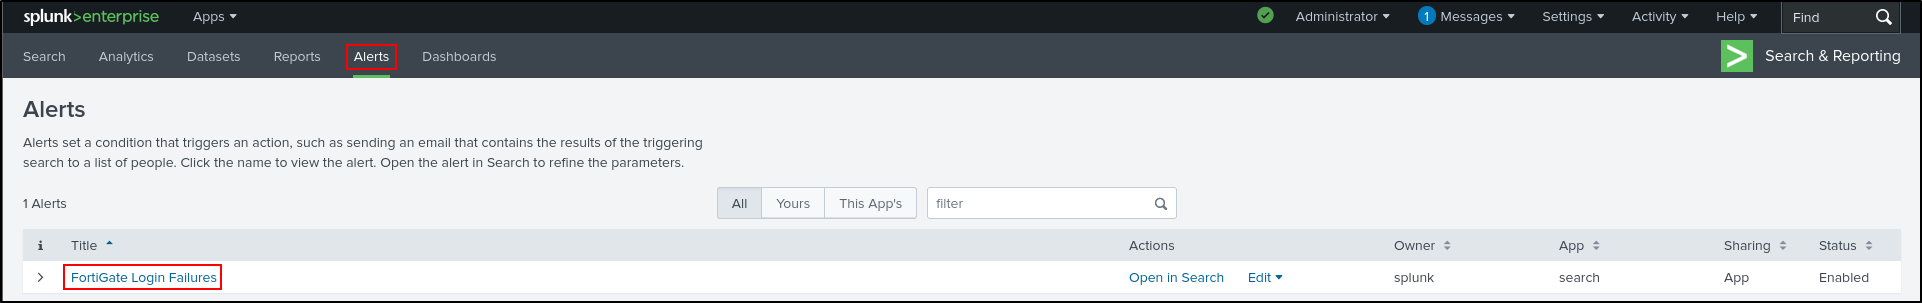 splunk>enterprise Apps Administrator 1 Messages Settings Activity Help Find
Search Analytics Datasets Reports Alerts Dashboards > Search & Reporting
Alerts
Alerts set a condition that triggers an action, such as sending an email that contains the results of the triggering
search to a list of people. Click the name to view the alert. Open the alert in Search to refine the parameters.
1 Alerts All Yours This App's filter
i Title Actions Owner App Sharing Status
> FortiGate Login Failures Open in Search Edit splunk search App Enabled